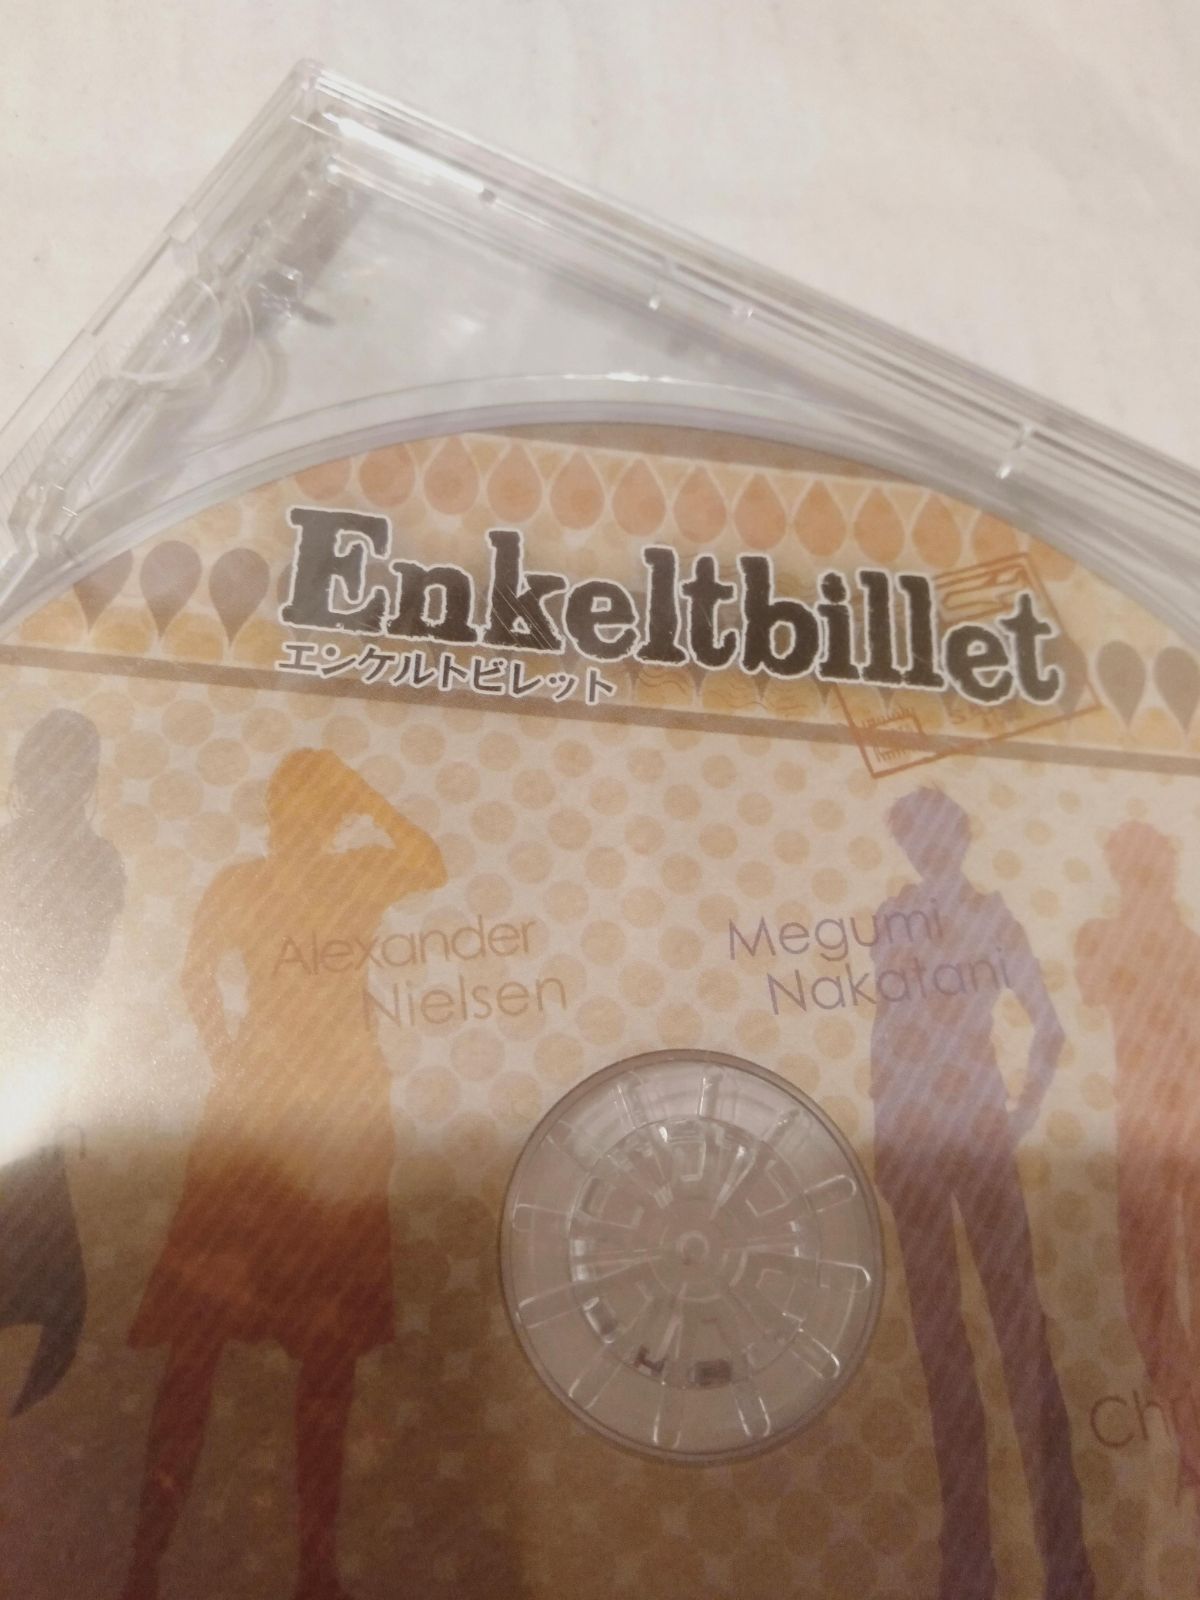 Enkeltbillet
エンケルトビレット
Alexander
Nielsen
Megumi
Nakatani